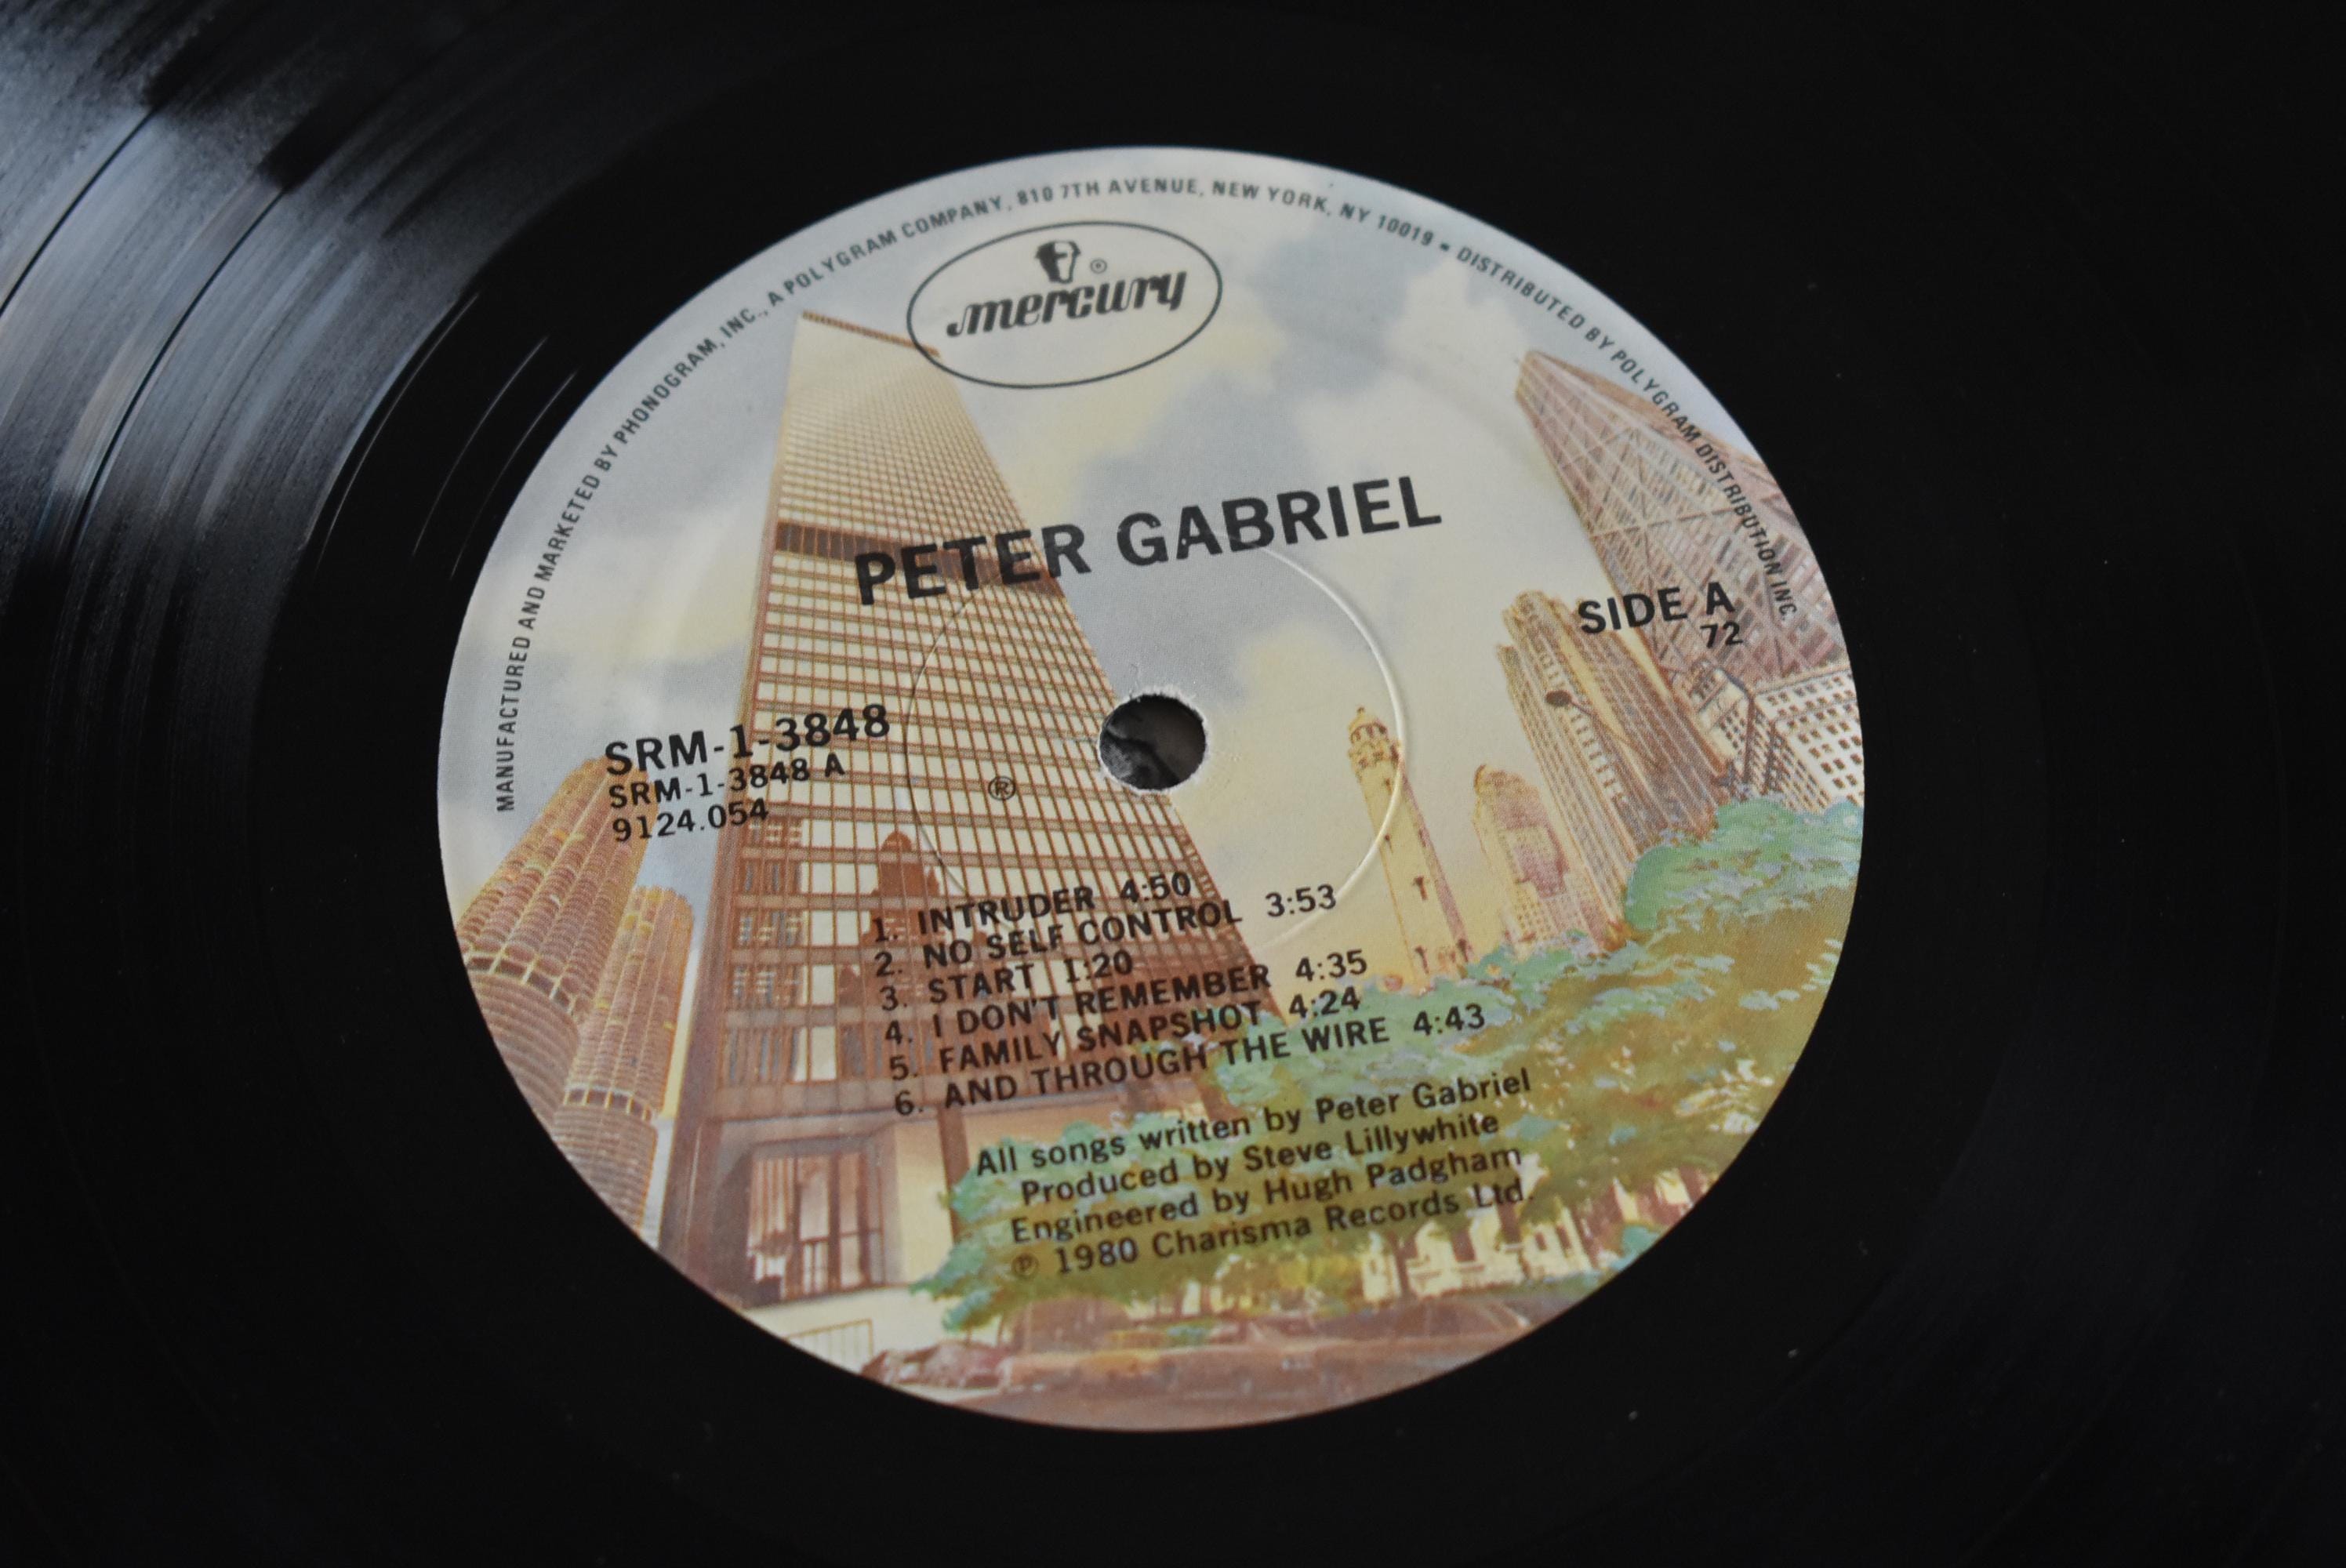 MANUFACTURED AND MARKETED BY PHONOGRAM, INC., A POLYGRAM COMPANY, 810 7TH AVENUE, NEW YORK, NY 10019 • DISTRIBUTED BY POLYGRAM DISTRIBUTION INC.
mercury ®
PETER GABRIEL
SIDE A
72
SRM-1-3848
SRM-1-3848 A
9124.054
®
1. INTRUDER 4:50
2. NO SELF CONTROL 3:53
3. START 1:20
4. I DON'T REMEMBER 4:35
5. FAMILY SNAPSHOT 4:24
6. AND THROUGH THE WIRE 4:43
All songs written by Peter Gabriel
Produced by Steve Lillywhite
Engineered by Hugh Padgham
℗ 1980 Charisma Records Ltd.